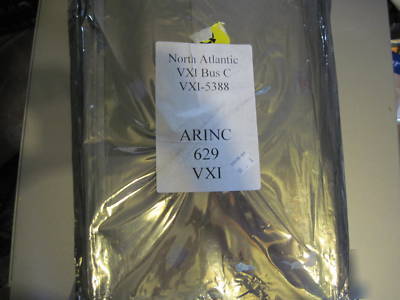 North Atlantic
VXI Bus C
VXI-5388
ARINC
629
VXI